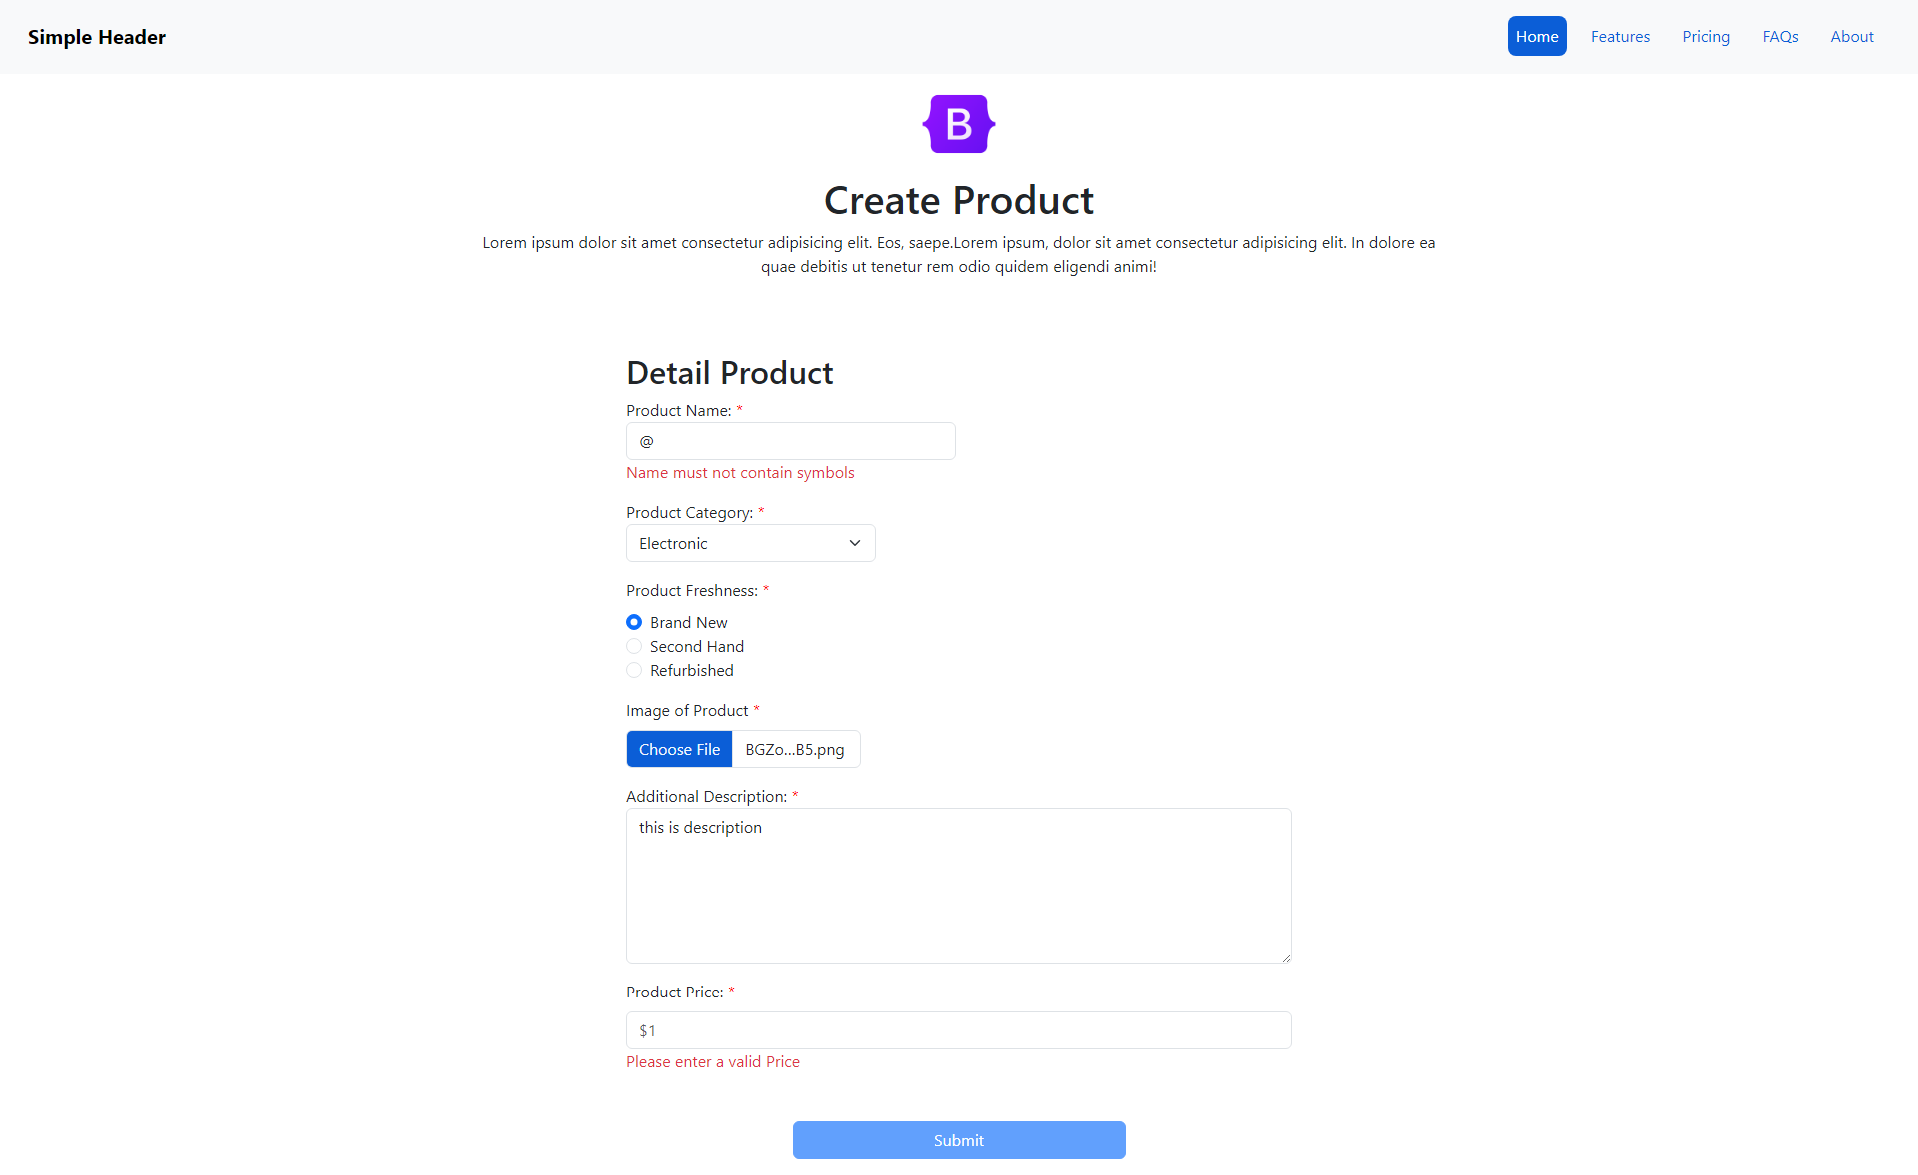 Simple Header
Home
Features
Pricing
FAQs
About
B
Create Product
Lorem ipsum dolor sit amet consectetur adipisicing elit. Eos, saepe.Lorem ipsum, dolor sit amet consectetur adipisicing elit. In dolore ea
quae debitis ut tenetur rem odio quidem eligendi animi!
Detail Product
Product Name: *
@
Name must not contain symbols
Product Category: *
Electronic
Product Freshness: *
Brand New
Second Hand
Refurbished
Image of Product *
Choose File
BGZo...B5.png
Additional Description: *
this is description
Product Price: *
$1
Please enter a valid Price
Submit